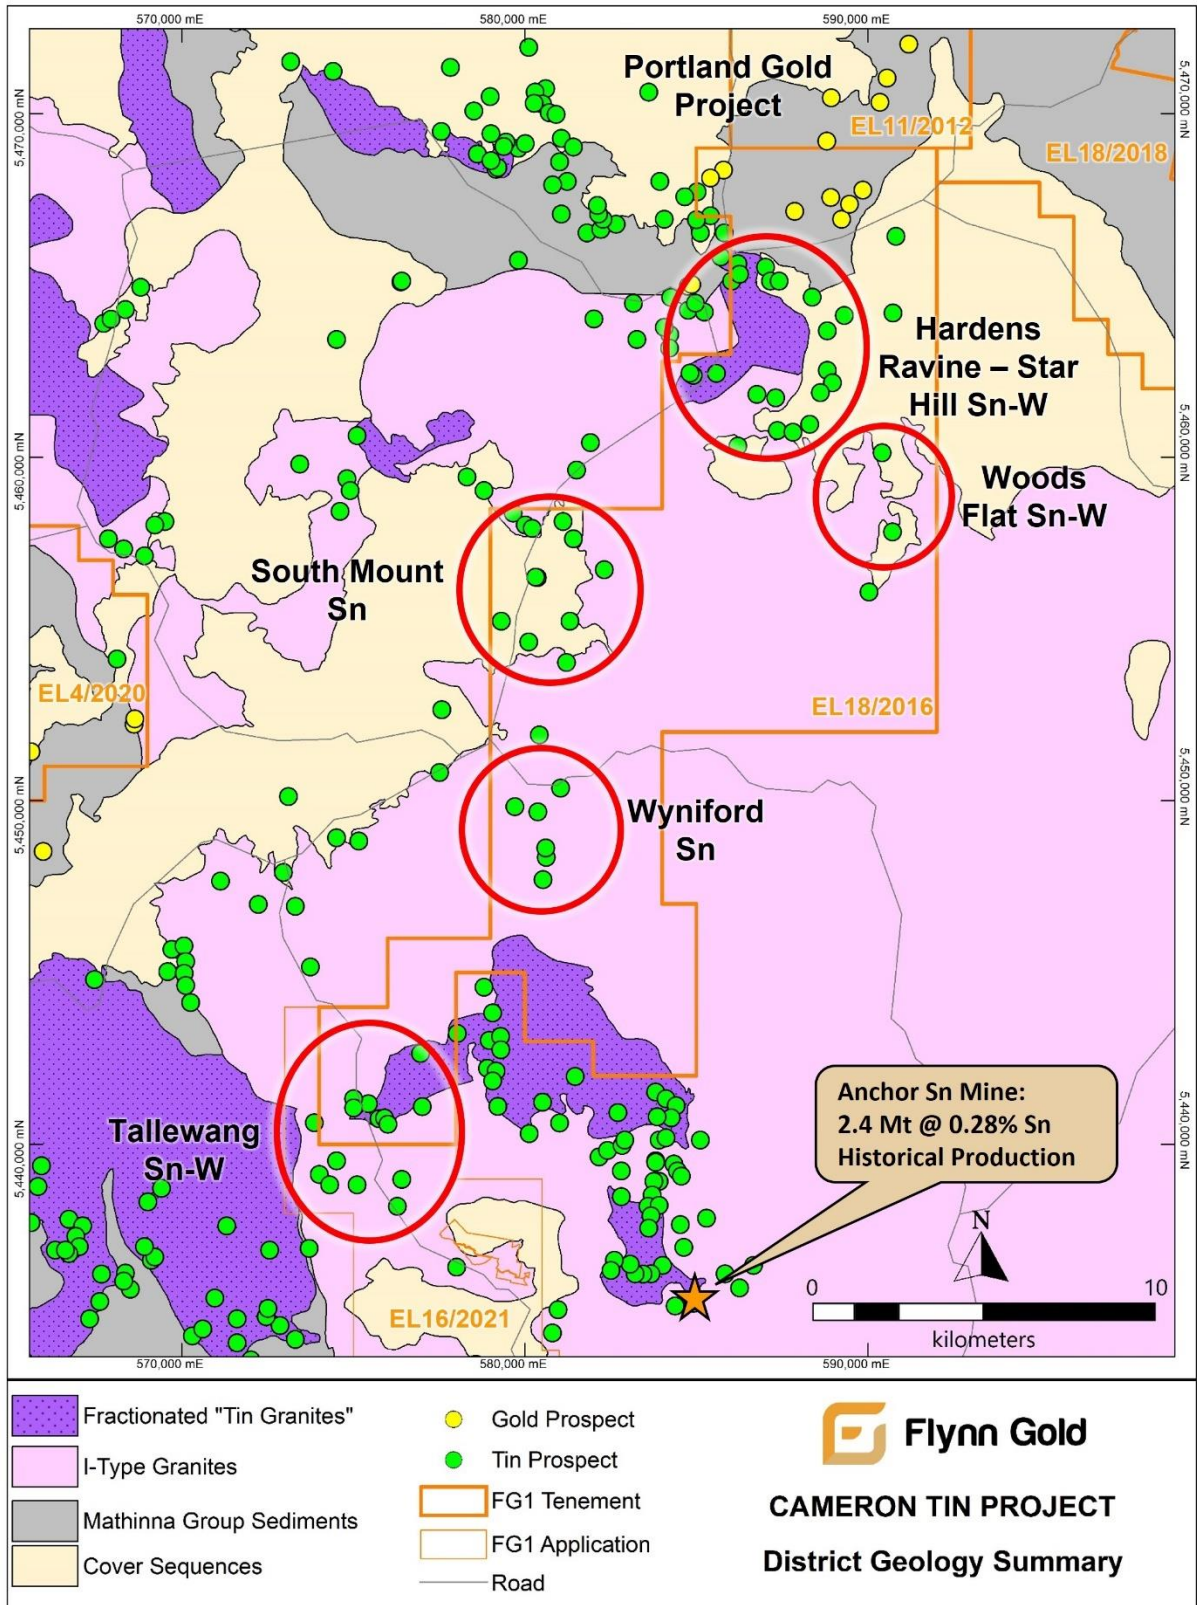 570,000 mE
580,000 mE
590,000 mE
5,470,000 mN
5,470,000 mN
Portland Gold
Project
EL11/2012
EL18/2018
Hardens
Ravine – Star
Hill Sn-W
5,460,000 mN
5,460,000 mN
Woods
Flat Sn-W
South Mount
Sn
EL4/2020
EL18/2016
5,450,000 mN
5,450,000 mN
Wyniford
Sn
Anchor Sn Mine:
2.4 Mt @ 0.28% Sn
Historical Production
5,440,000 mN
5,440,000 mN
Tallewang
Sn-W
N
0
10
kilometers
EL16/2021
570,000 mE
580,000 mE
590,000 mE
Fractionated "Tin Granites"
I-Type Granites
Mathinna Group Sediments
Cover Sequences
Gold Prospect
Tin Prospect
FG1 Tenement
FG1 Application
Road
Flynn Gold
CAMERON TIN PROJECT
District Geology Summary